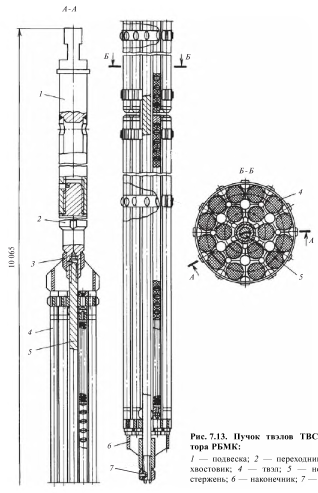 А-А
1
2
3
4
5
10 065
Б Б
6
7
Б-Б
4
А
А
5
Рис. 7.13. Пучок твэлов ТВС
тора РБМК:
1 — подвеска; 2 — переходник
хвостовик; 4 — твэл; 5 — не
стержень; 6 — наконечник; 7 —